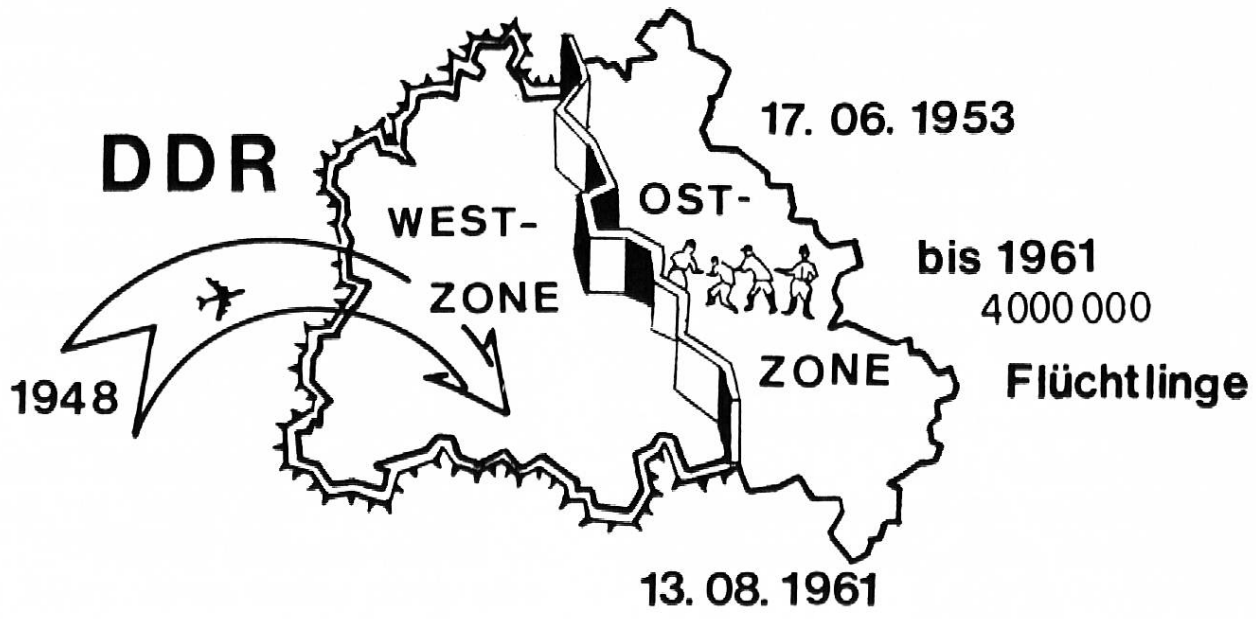 17. 06. 1953
DDR
OST-
WEST-
bis 1961
ZONE
4000 000
ZONE
Flüchtlinge
1948
13. 08. 1961